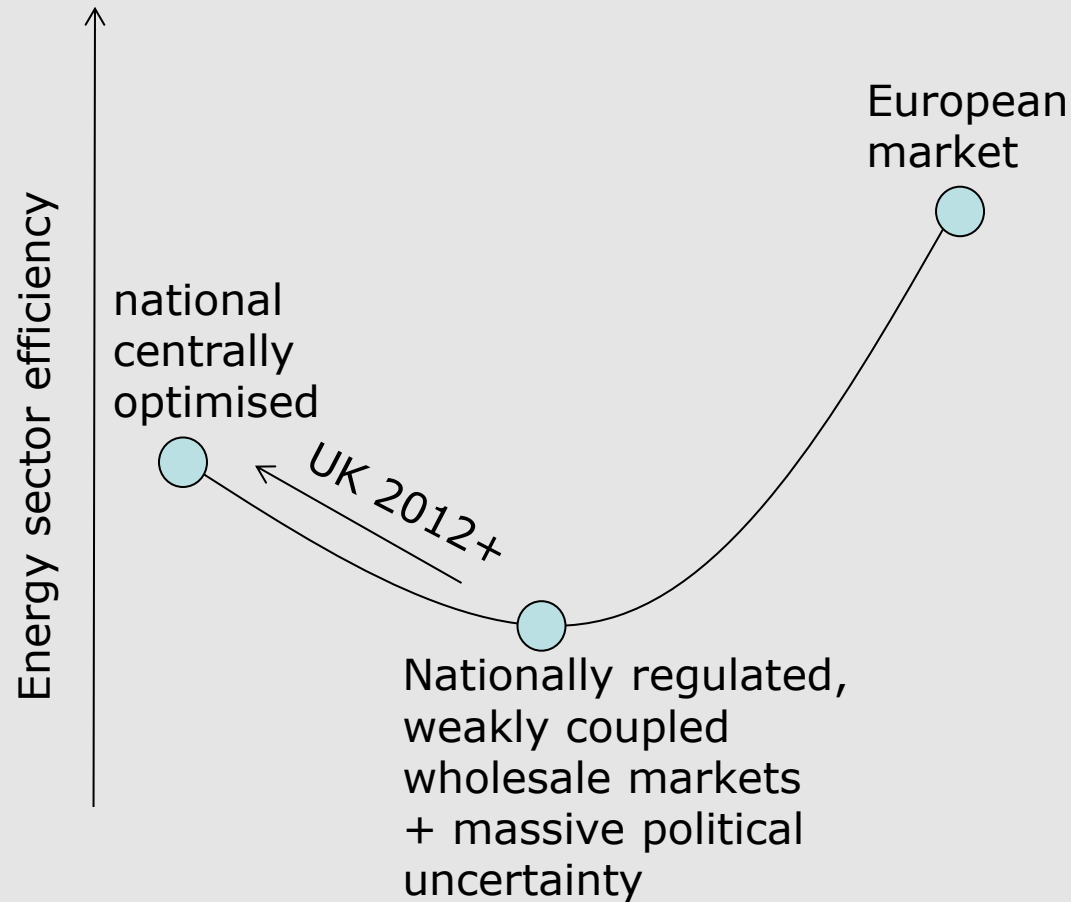 European
market
Energy sector efficiency
national
centrally
optimised
UK 2012+
Nationally regulated,
weakly coupled
wholesale markets
+ massive political
uncertainty